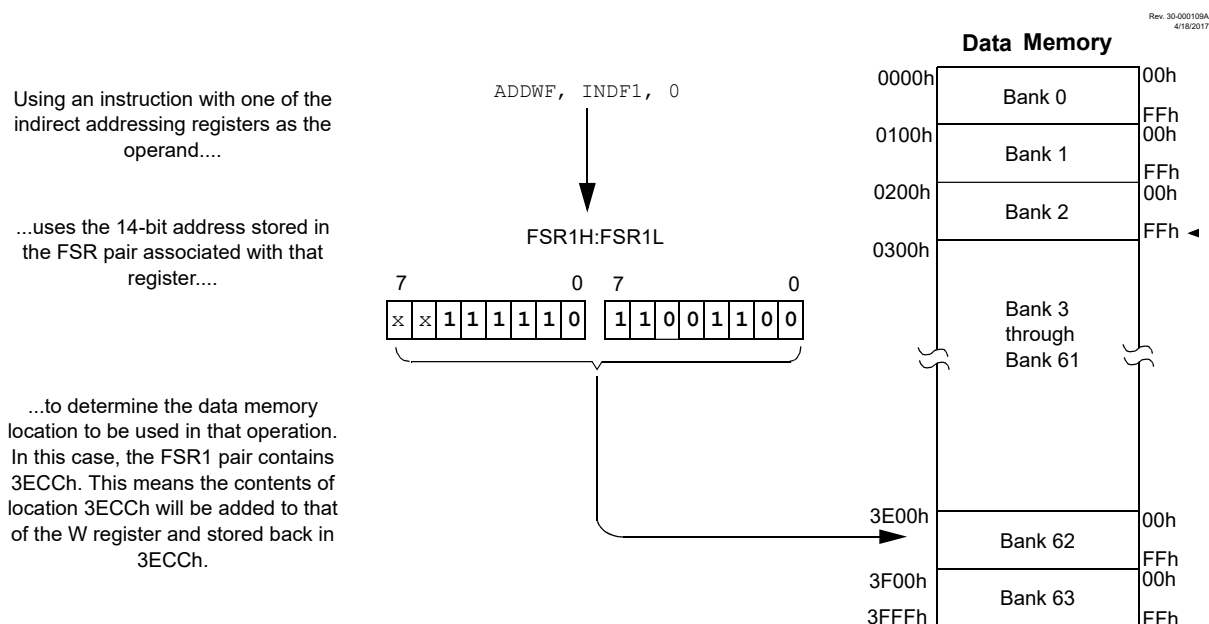 Rev. 30-000109A
4/18/2017
Data Memory
Using an instruction with one of the
indirect addressing registers as the
operand....
ADDWF, INDF1, 0
...uses the 14-bit address stored in
the FSR pair associated with that
register....
FSR1H:FSR1L
7 0 7 0
x x 1 1 1 1 1 0 1 1 0 0 1 1 0 0
...to determine the data memory
location to be used in that operation.
In this case, the FSR1 pair contains
3ECCh. This means the contents of
location 3ECCh will be added to that
of the W register and stored back in
3ECCh.
0000h
Bank 0
00h
FFh
0100h
Bank 1
00h
FFh
0200h
Bank 2
00h
FFh
0300h
Bank 3
through
Bank 61
3E00h
Bank 62
00h
FFh
3F00h
Bank 63
00h
3FFFh
FFh